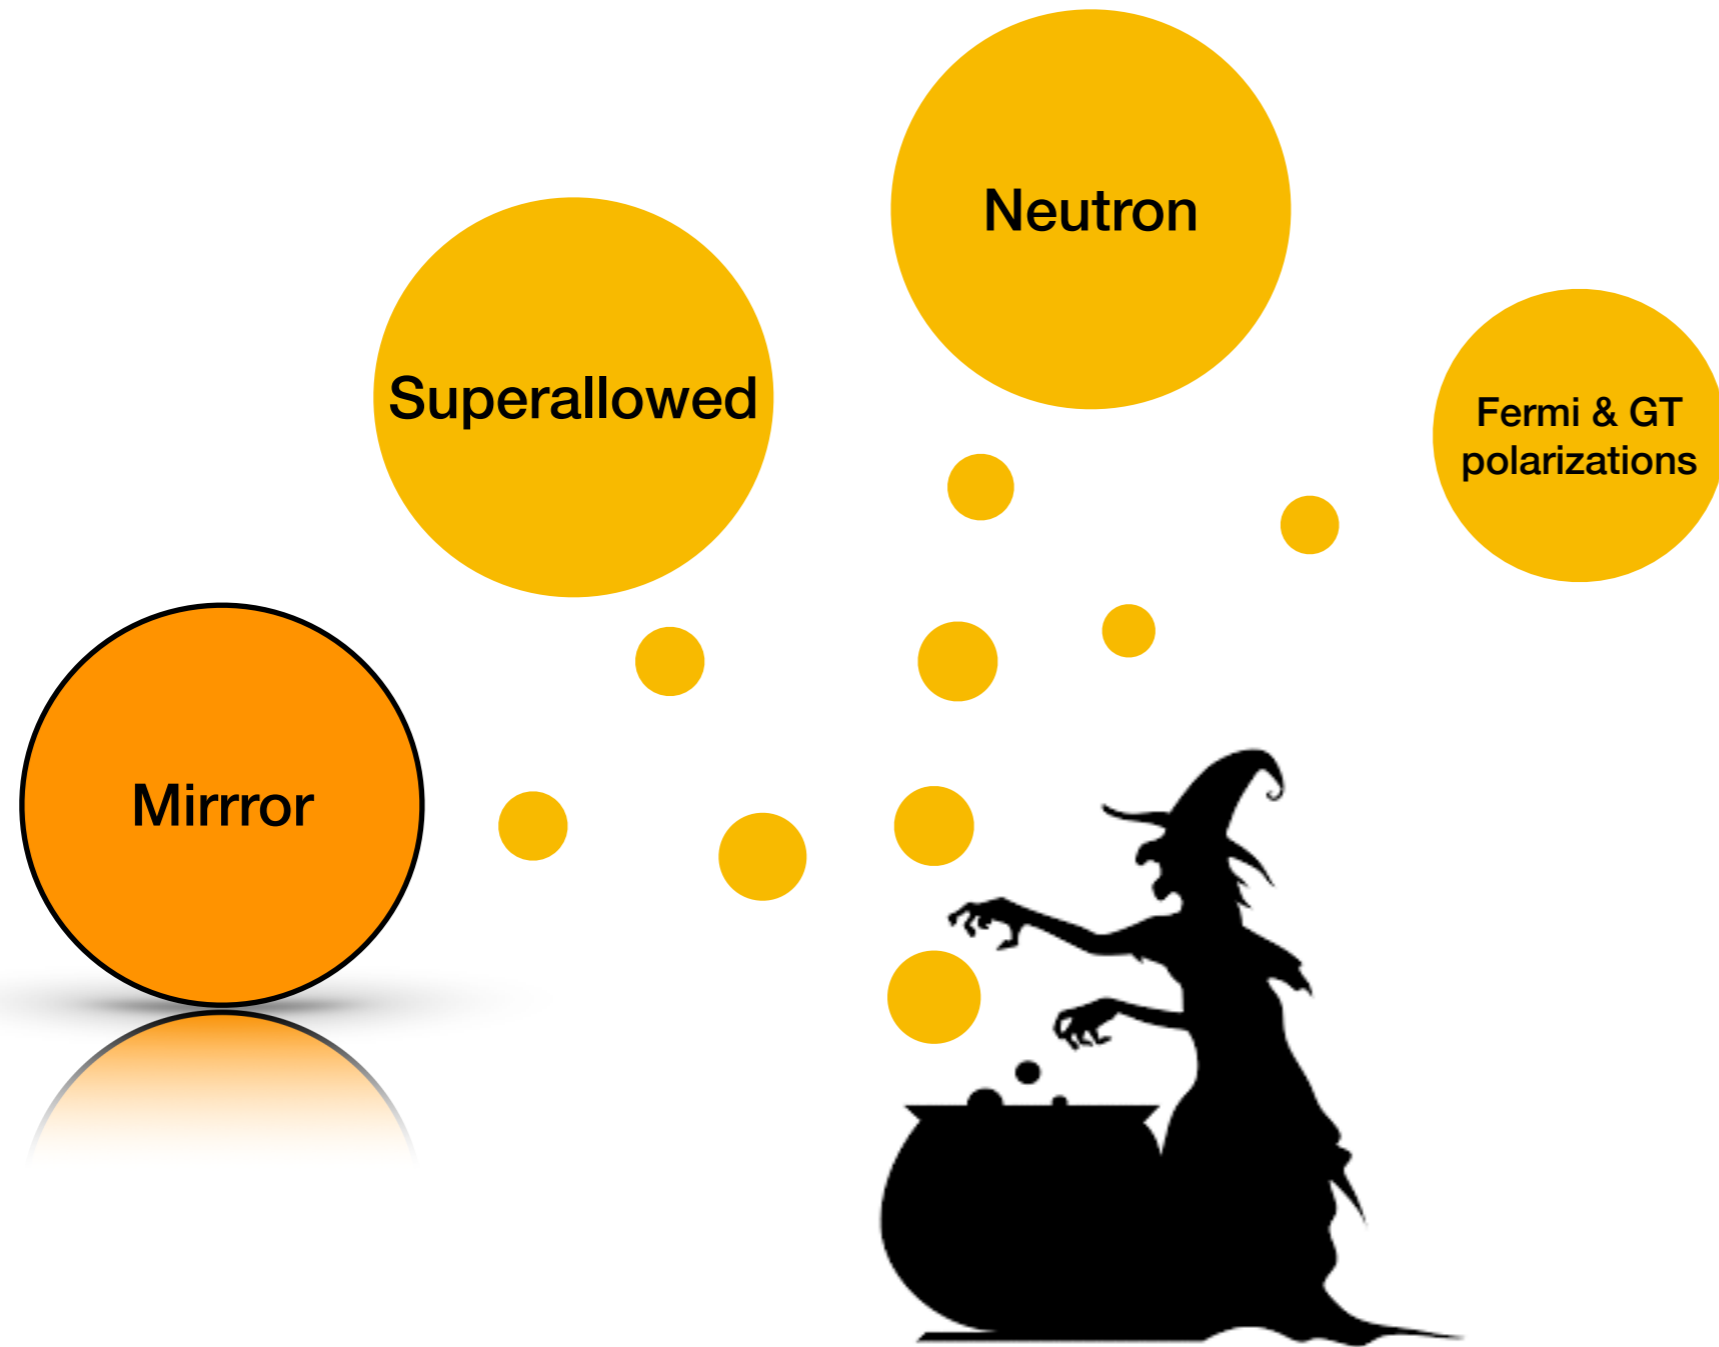 Neutron
Superallowed
Fermi & GT
polarizations
Mirrror